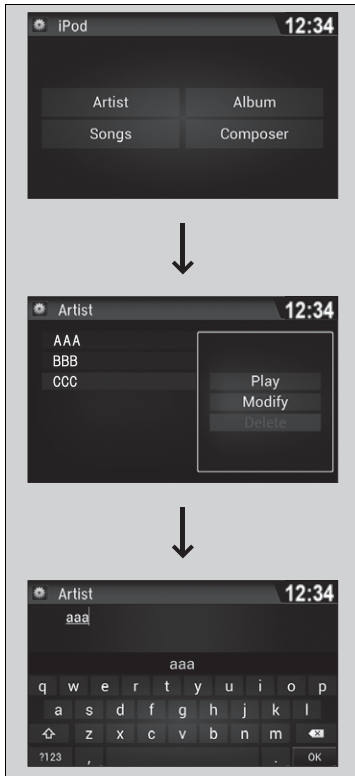 iPod 12:34
Artist Album
Songs Composer
Artist 12:34
AAA
BBB
CCC
Play
Modify
Delete
Artist 12:34
aaa
aaa
q w e r t y u i o p
a s d f g h j k l
z x c v b n m
?123 , . OK